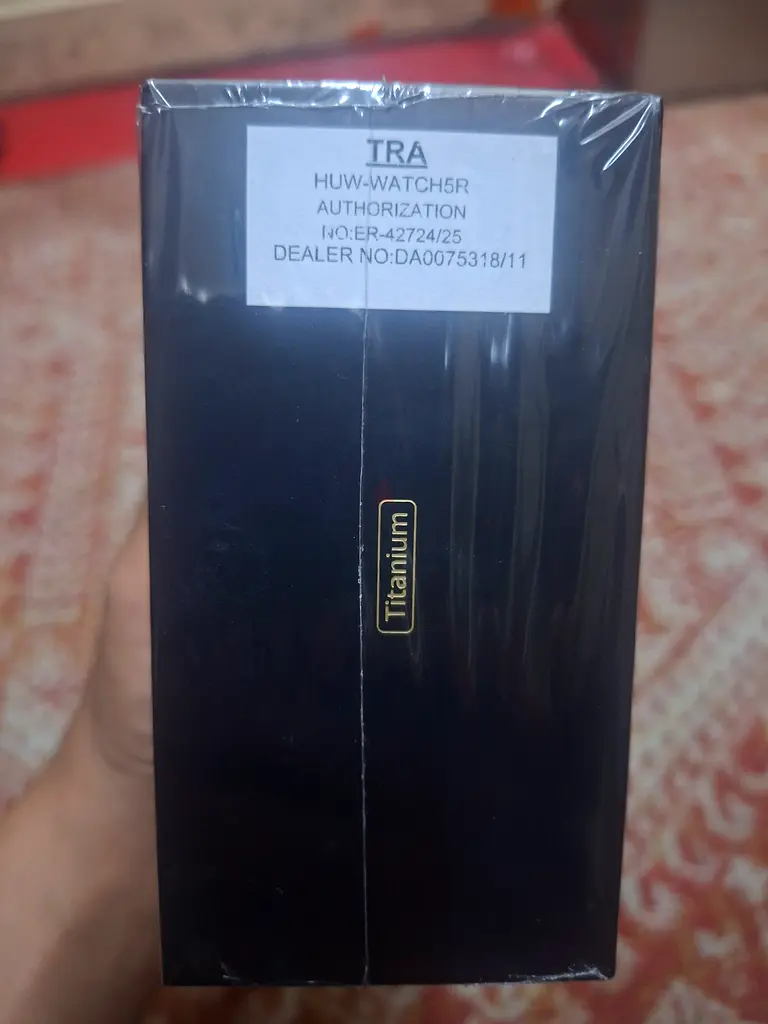 TRA
HUW-WATCH5R
AUTHORIZATION
NO:ER-42724/25
DEALER NO:DA0075318/11
Titanium